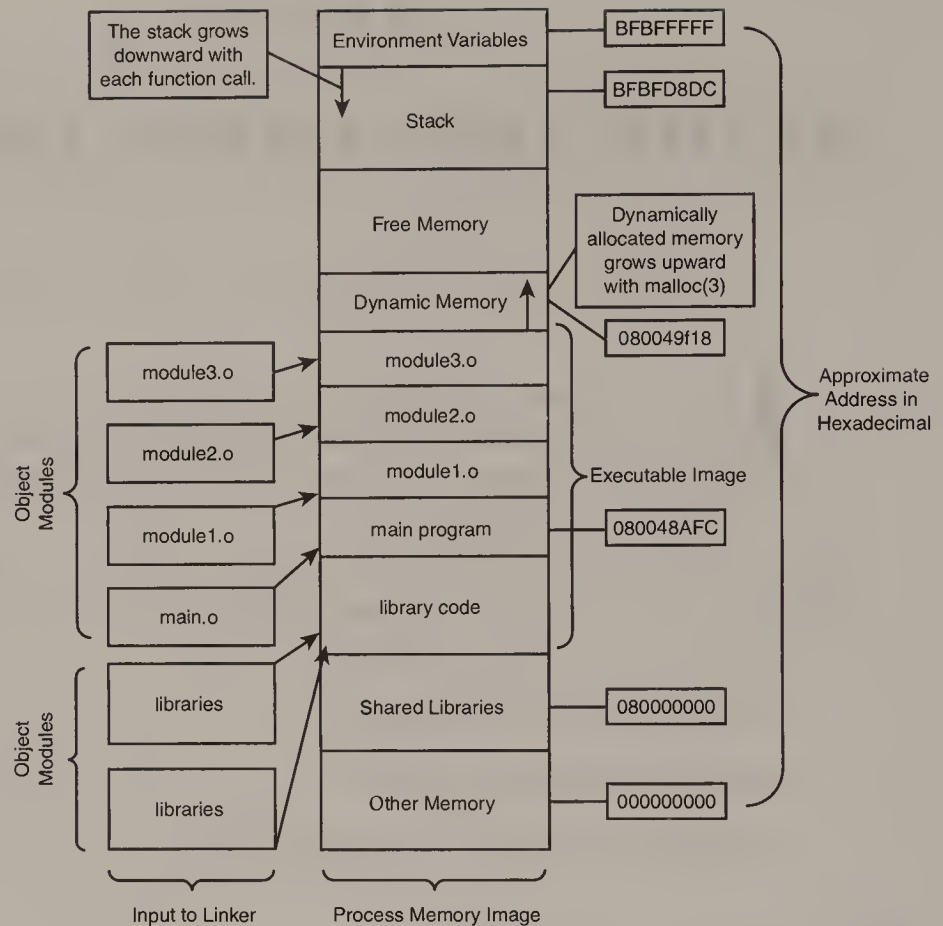 The stack grows
downward with
each function call.
Environment Variables
BFBFFFFF
BFBFD8DC
Stack
Free Memory
Dynamically
allocated memory
grows upward
with malloc(3)
Dynamic Memory
080049f18
Object
Modules
module3.o
module2.o
module1.o
main.o
module3.o
module2.o
module1.o
main program
library code
Executable Image
080048AFC
Approximate
Address in
Hexadecimal
Object
Modules
libraries
libraries
Shared Libraries
080000000
Other Memory
000000000
Input to Linker
Process Memory Image